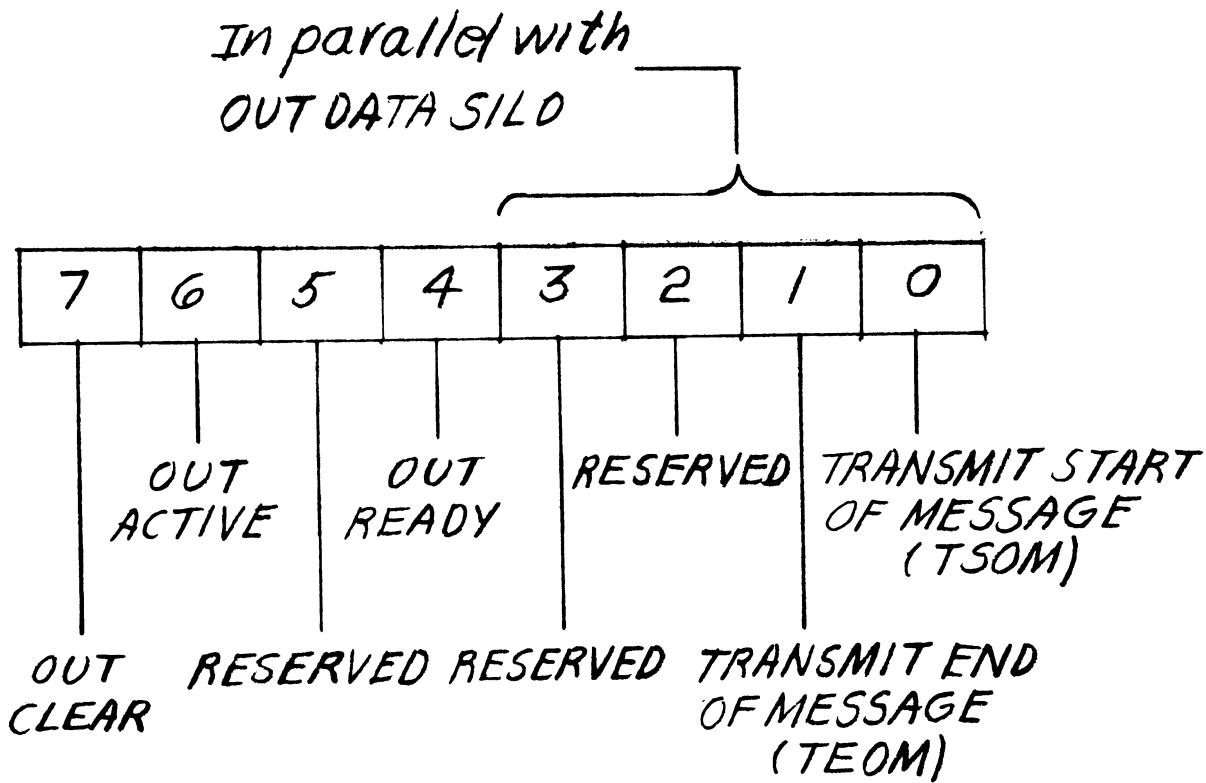 In parallel with
OUT DATA SILO
7 6 5 4 3 2 1 0
OUT
ACTIVE
OUT
READY
RESERVED
TRANSMIT START
OF MESSAGE
(TSOM)
OUT
CLEAR
RESERVED
RESERVED
TRANSMIT END
OF MESSAGE
(TEOM)